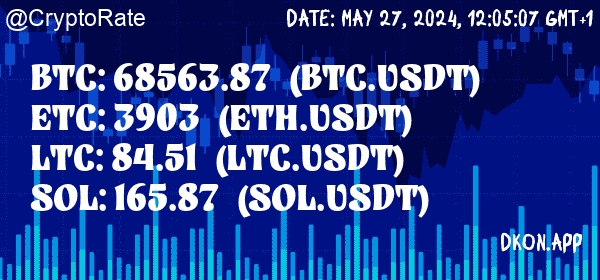 @CryptoRate
DATE: MAY 27, 2024, 12:05:07 GMT+1
BTC: 68563.87 (BTC.USDT)
ETC: 3903 (ETH.USDT)
LTC: 84.51 (LTC.USDT)
SOL: 165.87 (SOL.USDT)
DKON.APP